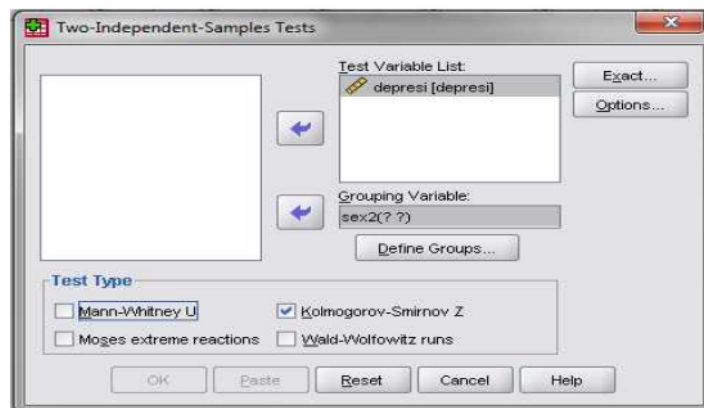 Two-Independent-Samples Tests
Test Variable List:
depresi [depresi]
Exact...
Options...
Grouping Variable:
sex2(? ?)
Define Groups...
Test Type
Mann-Whitney U
Kolmogorov-Smirnov Z
Moses extreme reactions
Wald-Wolfowitz runs
OK
Paste
Reset
Cancel
Help